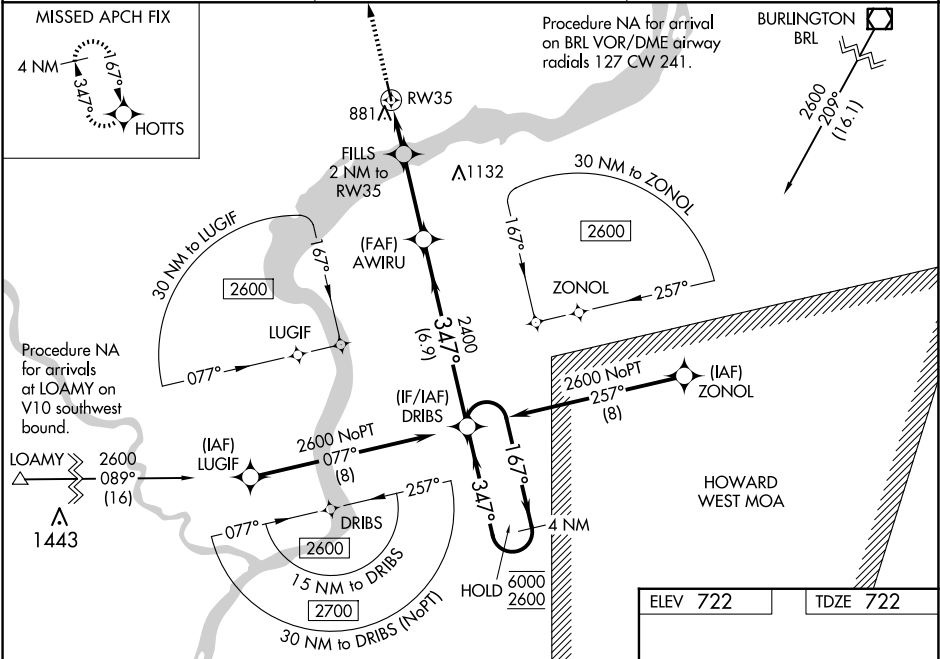 MISSED APCH FIX
4 NM
167°
347°
HOTTS
Procedure NA for arrival
on BRL VOR/DME airway
radials 127 CW 241.
BURLINGTON
BRL
2600
209°
(16.1)
RW35
881
FILLS
2 NM to
RW35
1132
30 NM to ZONOL
2600
167°
ZONOL
257°
30 NM to LUGIF
2600
167°
LUGIF
077°
(FAF)
AWIRU
2400
347°
(6.9)
Procedure NA
for arrivals
at LOAMY on
V10 southwest
bound.
(IF/IAF)
DRIBS
2600 NoPT
257°
(8)
(IAF)
ZONOL
LOAMY
2600
089°
(16)
1443
(IAF)
LUGIF
2600 NoPT
077°
(8)
167°
347°
4 NM
HOLD
6000
2600
HOWARD
WEST MOA
077°
257°
DRIBS
2600
15 NM to DRIBS
2700
30 NM to DRIBS (NoPT)
ELEV 722
TDZE 722